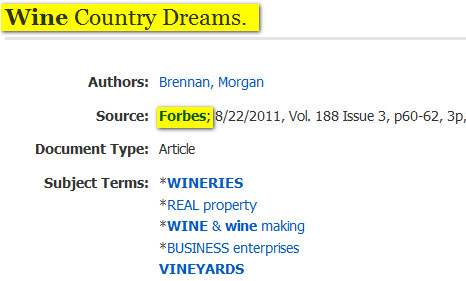 Wine Country Dreams.
Authors: Brennan, Morgan
Source: Forbes; 8/22/2011, Vol. 188 Issue 3, p60-62, 3p,
Document Type: Article
Subject Terms: *WINERIES
*REAL property
*WINE & wine making
*BUSINESS enterprises
VINEYARDS